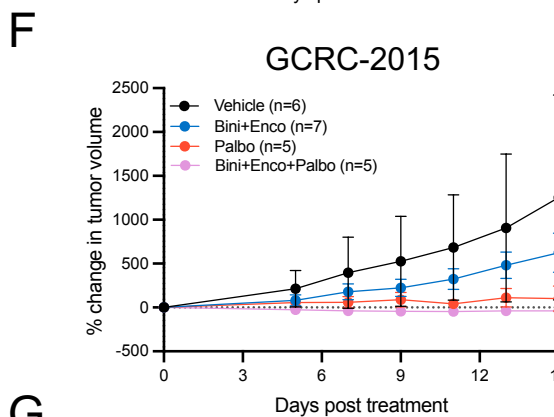 F
GCRC-2015
% change in tumor volume
2500
2000
1500
1000
500
0
-500
Vehicle (n=6)
Bini+Enco (n=7)
Palbo (n=5)
Bini+Enco+Palbo (n=5)
0 3 6 9 12
Days post treatment
G